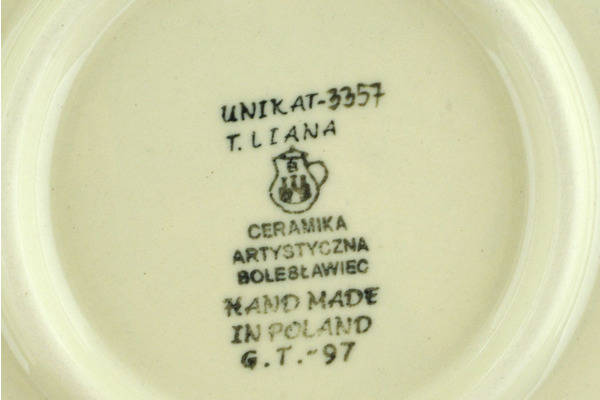 UNIKAT-3357
T. LIANA
CERAMIKA
ARTYSTYCZNA
BOLESŁAWIEC
HAND MADE
IN POLAND
G.T.-97